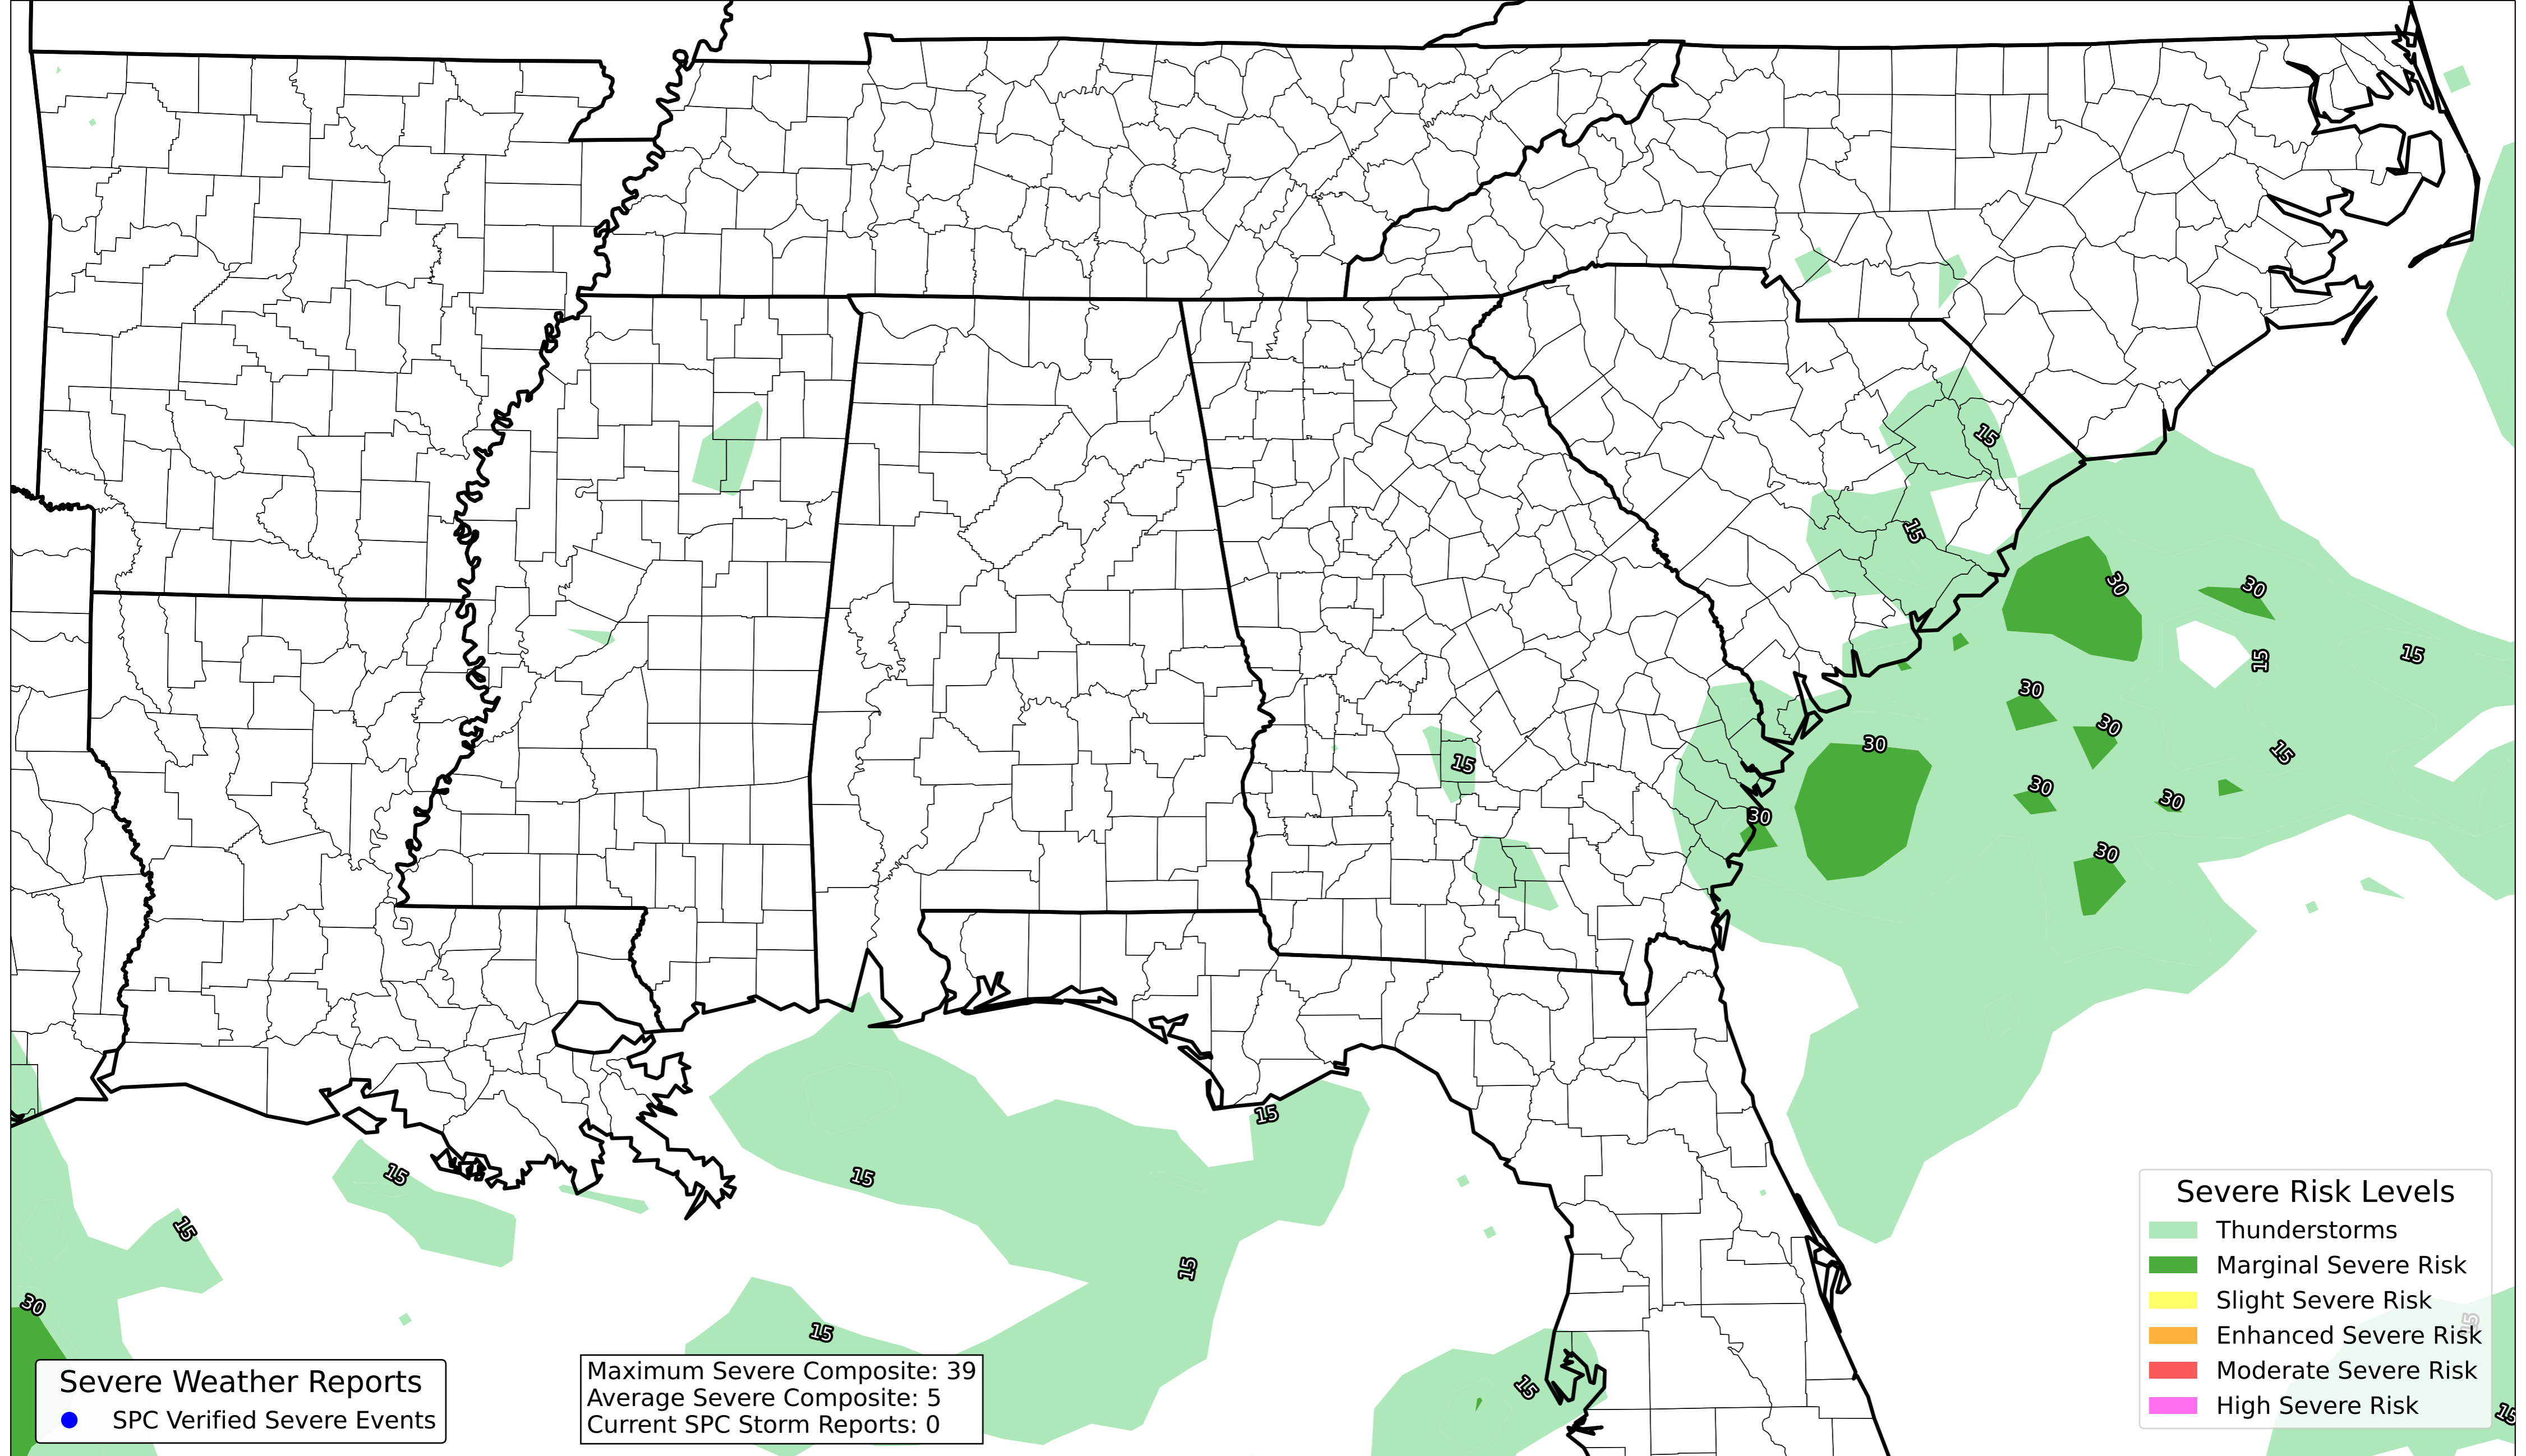 15
15
30
30
15
15
30
30
30
15
15
30
30
30
30
15
15
15
15
15
30
15
15
15
15
Severe Risk Levels
Thunderstorms
Marginal Severe Risk
Slight Severe Risk
Enhanced Severe Risk
Moderate Severe Risk
High Severe Risk
Severe Weather Reports
SPC Verified Severe Events
Maximum Severe Composite: 39
Average Severe Composite: 5
Current SPC Storm Reports: 0